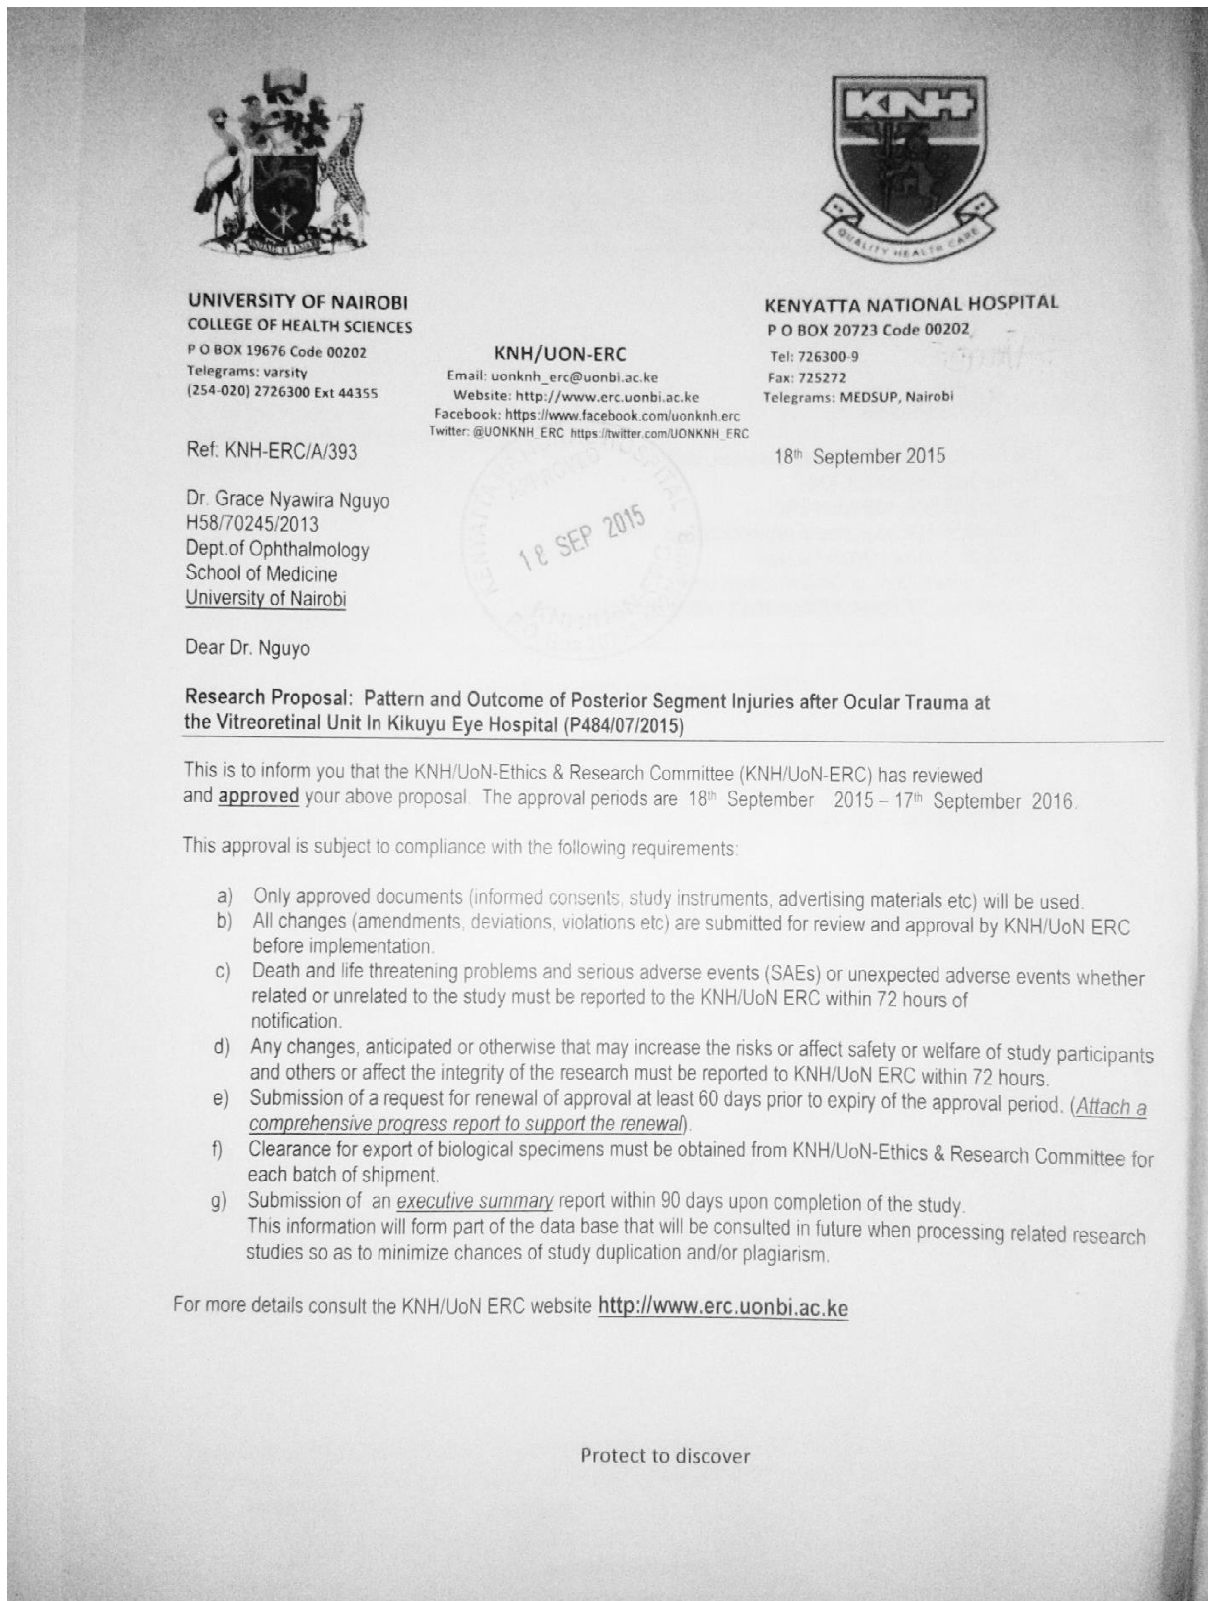 KNH
QUALITY HEALTH CARE
UNIVERSITY OF NAIROBI
COLLEGE OF HEALTH SCIENCES
P O BOX 19676 Code 00202
Telegrams: varsity
(254-020) 2726300 Ext 44355
KNH/UON-ERC
Email: uonknh_erc@uonbi.ac.ke
Website: http://www.erc.uonbi.ac.ke
Facebook: https://www.facebook.com/uonknh.erc
Twitter: @UONKNH_ERC https://twitter.com/UONKNH_ERC
KENYATTA NATIONAL HOSPITAL
P O BOX 20723 Code 00202
Tel: 726300-9
Fax: 725272
Telegrams: MEDSUP, Nairobi
Ref: KNH-ERC/A/393
18th September 2015
APPROVED
18 SEP 2015
Dr. Grace Nyawira Nguyo
H58/70245/2013
Dept.of Ophthalmology
School of Medicine
University of Nairobi
Dear Dr. Nguyo
Research Proposal: Pattern and Outcome of Posterior Segment Injuries after Ocular Trauma at
the Vitreoretinal Unit In Kikuyu Eye Hospital (P484/07/2015)
This is to inform you that the KNH/UoN-Ethics & Research Committee (KNH/UoN-ERC) has reviewed
and approved your above proposal. The approval periods are 18th September 2015 – 17th September 2016.
This approval is subject to compliance with the following requirements:
a) Only approved documents (informed consents, study instruments, advertising materials etc) will be used.
b) All changes (amendments, deviations, violations etc) are submitted for review and approval by KNH/UoN ERC
before implementation.
c) Death and life threatening problems and serious adverse events (SAEs) or unexpected adverse events whether
related or unrelated to the study must be reported to the KNH/UoN ERC within 72 hours of
notification.
d) Any changes, anticipated or otherwise that may increase the risks or affect safety or welfare of study participants
and others or affect the integrity of the research must be reported to KNH/UoN ERC within 72 hours.
e) Submission of a request for renewal of approval at least 60 days prior to expiry of the approval period. (Attach a
comprehensive progress report to support the renewal).
f) Clearance for export of biological specimens must be obtained from KNH/UoN-Ethics & Research Committee for
each batch of shipment.
g) Submission of an executive summary report within 90 days upon completion of the study.
This information will form part of the data base that will be consulted in future when processing related research
studies so as to minimize chances of study duplication and/or plagiarism.
For more details consult the KNH/UoN ERC website http://www.erc.uonbi.ac.ke
Protect to discover